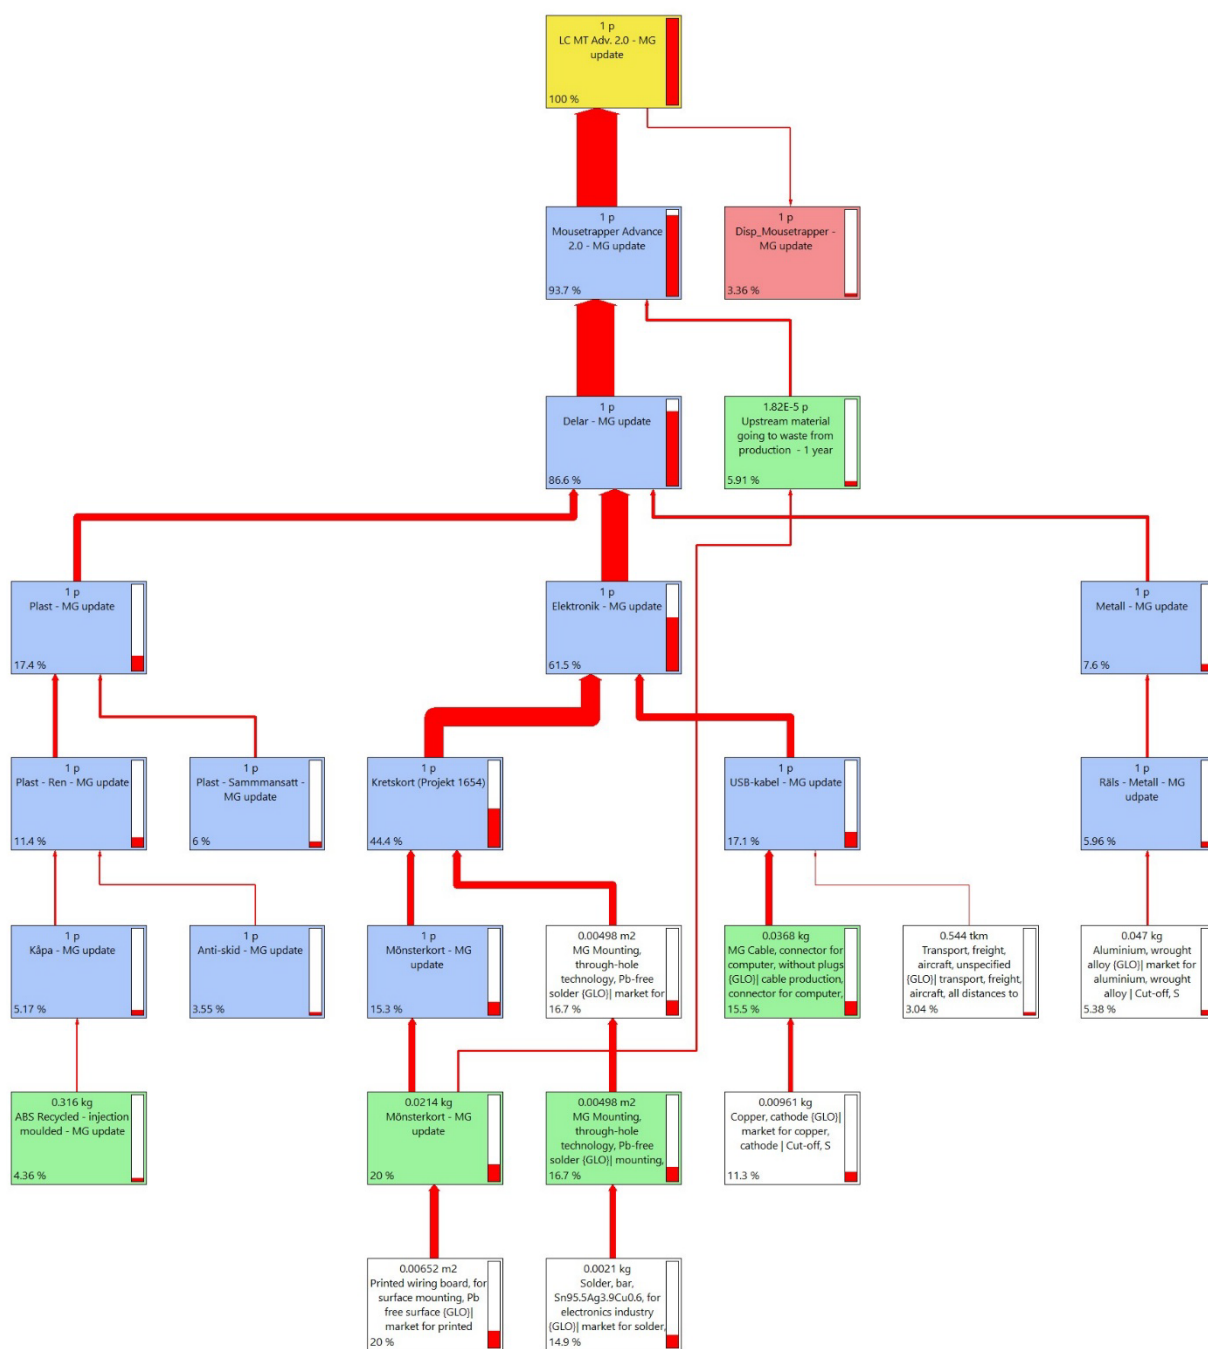 1 p
LC MT Adv. 2.0 - MG
update
100 %
1 p
Mousetrapper Advance
2.0 - MG update
93.7 %
1 p
Disp_Mousetrapper -
MG update
3.36 %
1 p
Delar - MG update
86.6 %
1.82E-5 p
Upstream material
going to waste from
production - 1 year
5.91 %
1 p
Plast - MG update
17.4 %
1 p
Elektronik - MG update
61.5 %
1 p
Metall - MG update
7.6 %
1 p
Plast - Ren - MG update
11.4 %
1 p
Plast - Sammmansatt -
MG update
6 %
1 p
Kretskort (Projekt 1654)
44.4 %
1 p
USB-kabel - MG update
17.1 %
1 p
Räls - Metall - MG
udpate
5.96 %
1 p
Kåpa - MG update
5.17 %
1 p
Anti-skid - MG update
3.55 %
1 p
Mönsterkort - MG
update
15.3 %
0.00498 m2
MG Mounting,
through-hole
technology, Pb-free
solder {GLO}| market for
16.7 %
0.0368 kg
MG Cable, connector for
computer, without plugs
{GLO}| cable production,
connector for computer,
15.5 %
0.544 tkm
Transport, freight,
aircraft, unspecified
{GLO}| transport, freight,
aircraft, all distances to
3.04 %
0.047 kg
Aluminium, wrought
alloy {GLO}| market for
aluminium, wrought
alloy | Cut-off, S
5.38 %
0.316 kg
ABS Recycled - injection
moulded - MG update
4.36 %
0.0214 kg
Mönsterkort - MG
update
20 %
0.00498 m2
MG Mounting,
through-hole
technology, Pb-free
solder {GLO}| mounting,
16.7 %
0.00961 kg
Copper, cathode {GLO}|
market for copper,
cathode | Cut-off, S
11.3 %
0.00652 m2
Printed wiring board, for
surface mounting, Pb
free surface {GLO}|
market for printed
20 %
0.0021 kg
Solder, bar,
Sn95.5Ag3.9Cu0.6, for
electronics industry
{GLO}| market for solder,
14.9 %